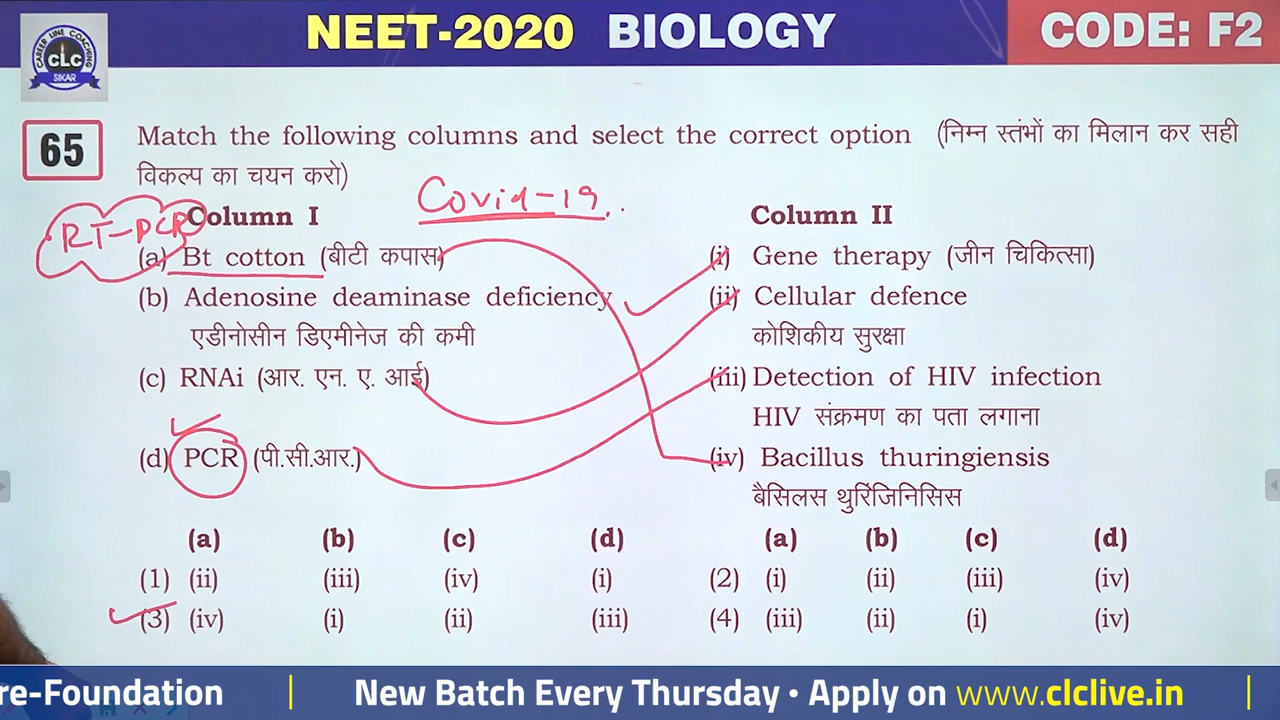 NEET-2020 BIOLOGY
CODE: F2
CAREER LINE COACHING
CLC
SIKAR
65
Match the following columns and select the correct option (निम्न स्तंभों का मिलान कर सही
विकल्प का चयन करो)
Covid-19
RT-PCR
Column I Column II
(a) Bt cotton (बीटी कपास) (i) Gene therapy (जीन चिकित्सा)
(b) Adenosine deaminase deficiency (ii) Cellular defence
एडीनोसीन डिएमीनेज की कमी कोशिकीय सुरक्षा
(c) RNAi (आर. एन. ए. आई) (iii) Detection of HIV infection
HIV संक्रमण का पता लगाना
(d) PCR (पी.सी.आर.) (iv) Bacillus thuringiensis
बैसिलस थुरिंजिनिसिस
(a) (b) (c) (d) (a) (b) (c) (d)
(1) (ii) (iii) (iv) (i) (2) (i) (ii) (iii) (iv)
(3) (iv) (i) (ii) (iii) (4) (iii) (ii) (i) (iv)
re-Foundation | New Batch Every Thursday • Apply on www.clclive.in |